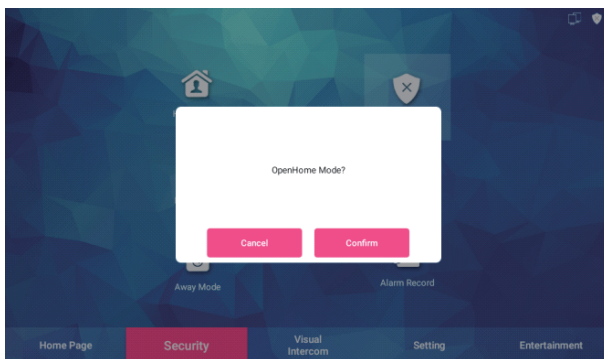 OpenHome Mode?
Cancel
Confirm
Away Mode
Alarm Record
Home Page
Security
Visual
Intercom
Setting
Entertainment